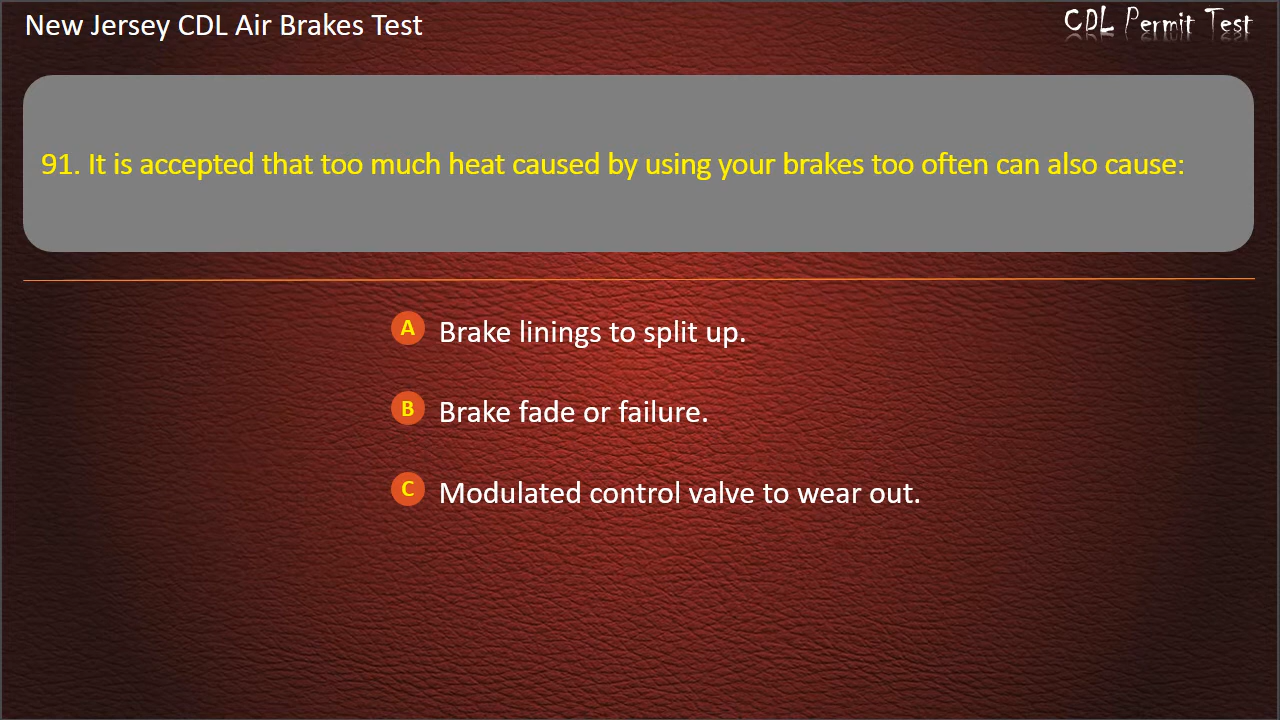 New Jersey CDL Air Brakes Test
CDL Permit Test
91. It is accepted that too much heat caused by using your brakes too often can also cause:
A Brake linings to split up.
B Brake fade or failure.
C Modulated control valve to wear out.